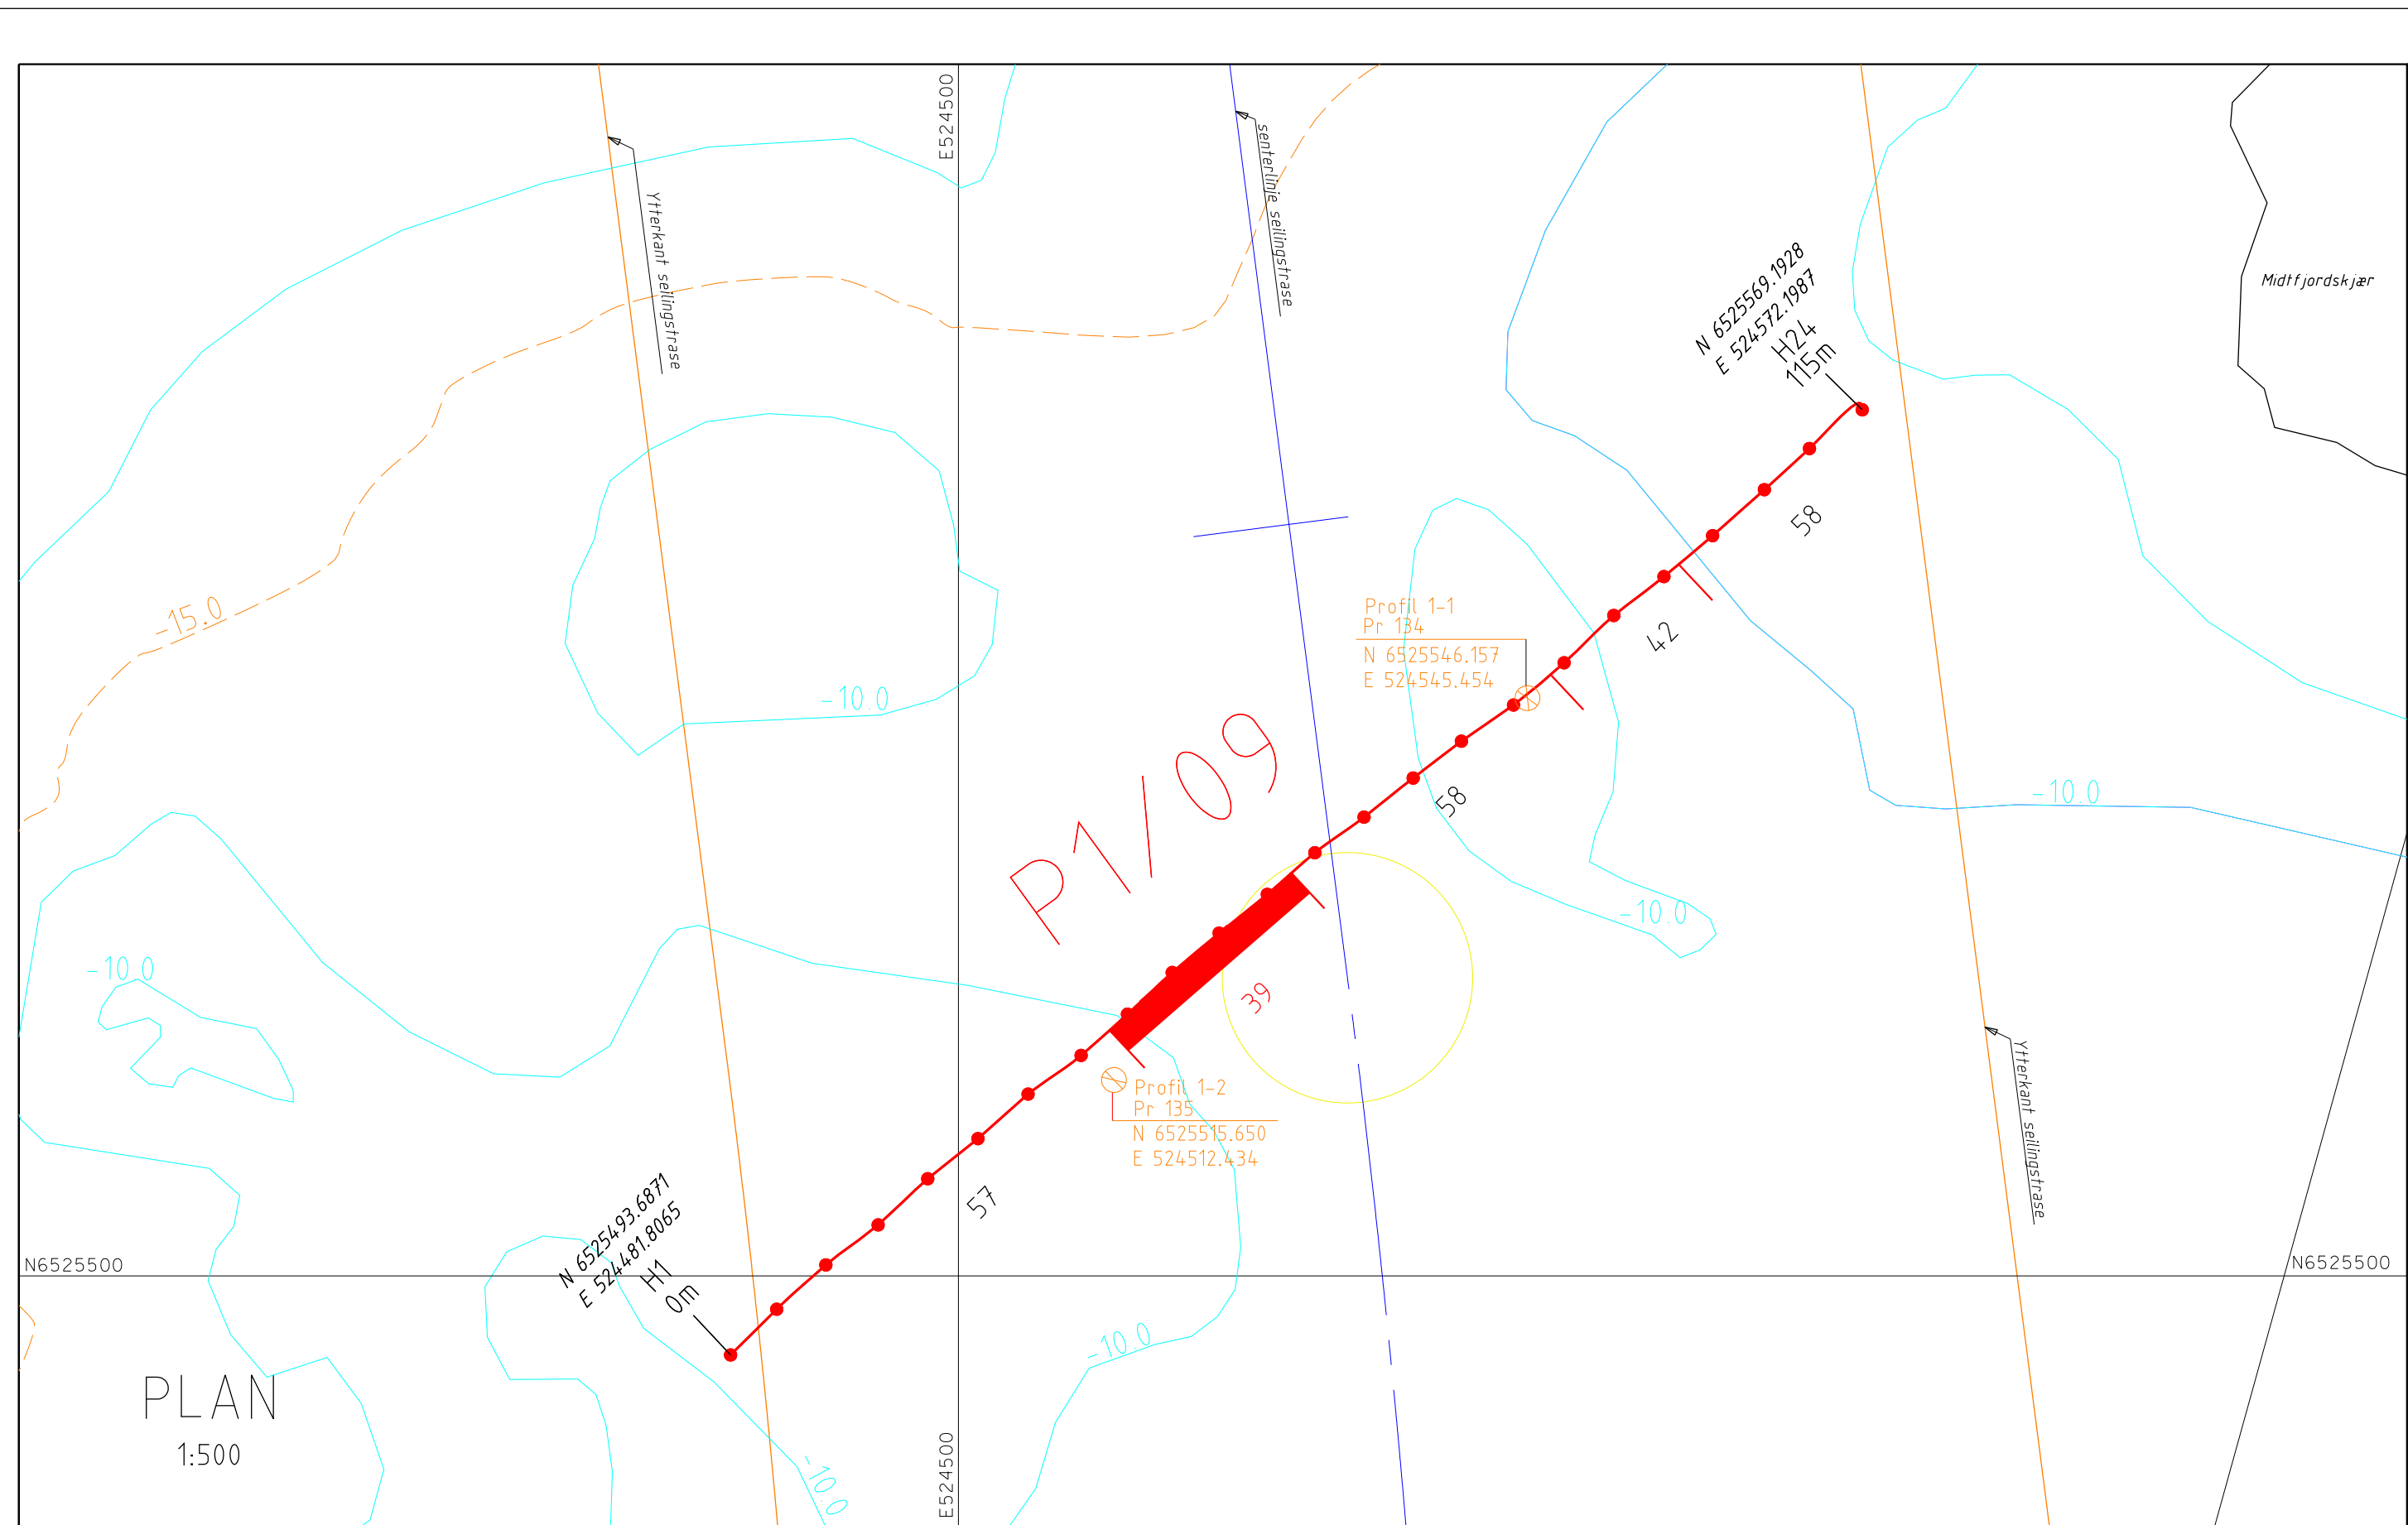 E524500
senterlinje seilingstrase
Ytterkant seilingstrase
N 6525569.1928
E 524572.1987
H24
115m
Midtfjordskjær
58
-15.0
Profil 1-1
Pr 134
N 6525546.157
E 524545.454
42
-10.0
P1/09
58
-10.0
-10.0
-10.0
39
Profil 1-2
Pr 135
N 6525515.650
E 524512.434
Ytterkant seilingstrase
57
N 6525493.6871
E 524481.8065
H1
0m
N6525500
N6525500
-10.0
PLAN
1:500
E524500
-10.0